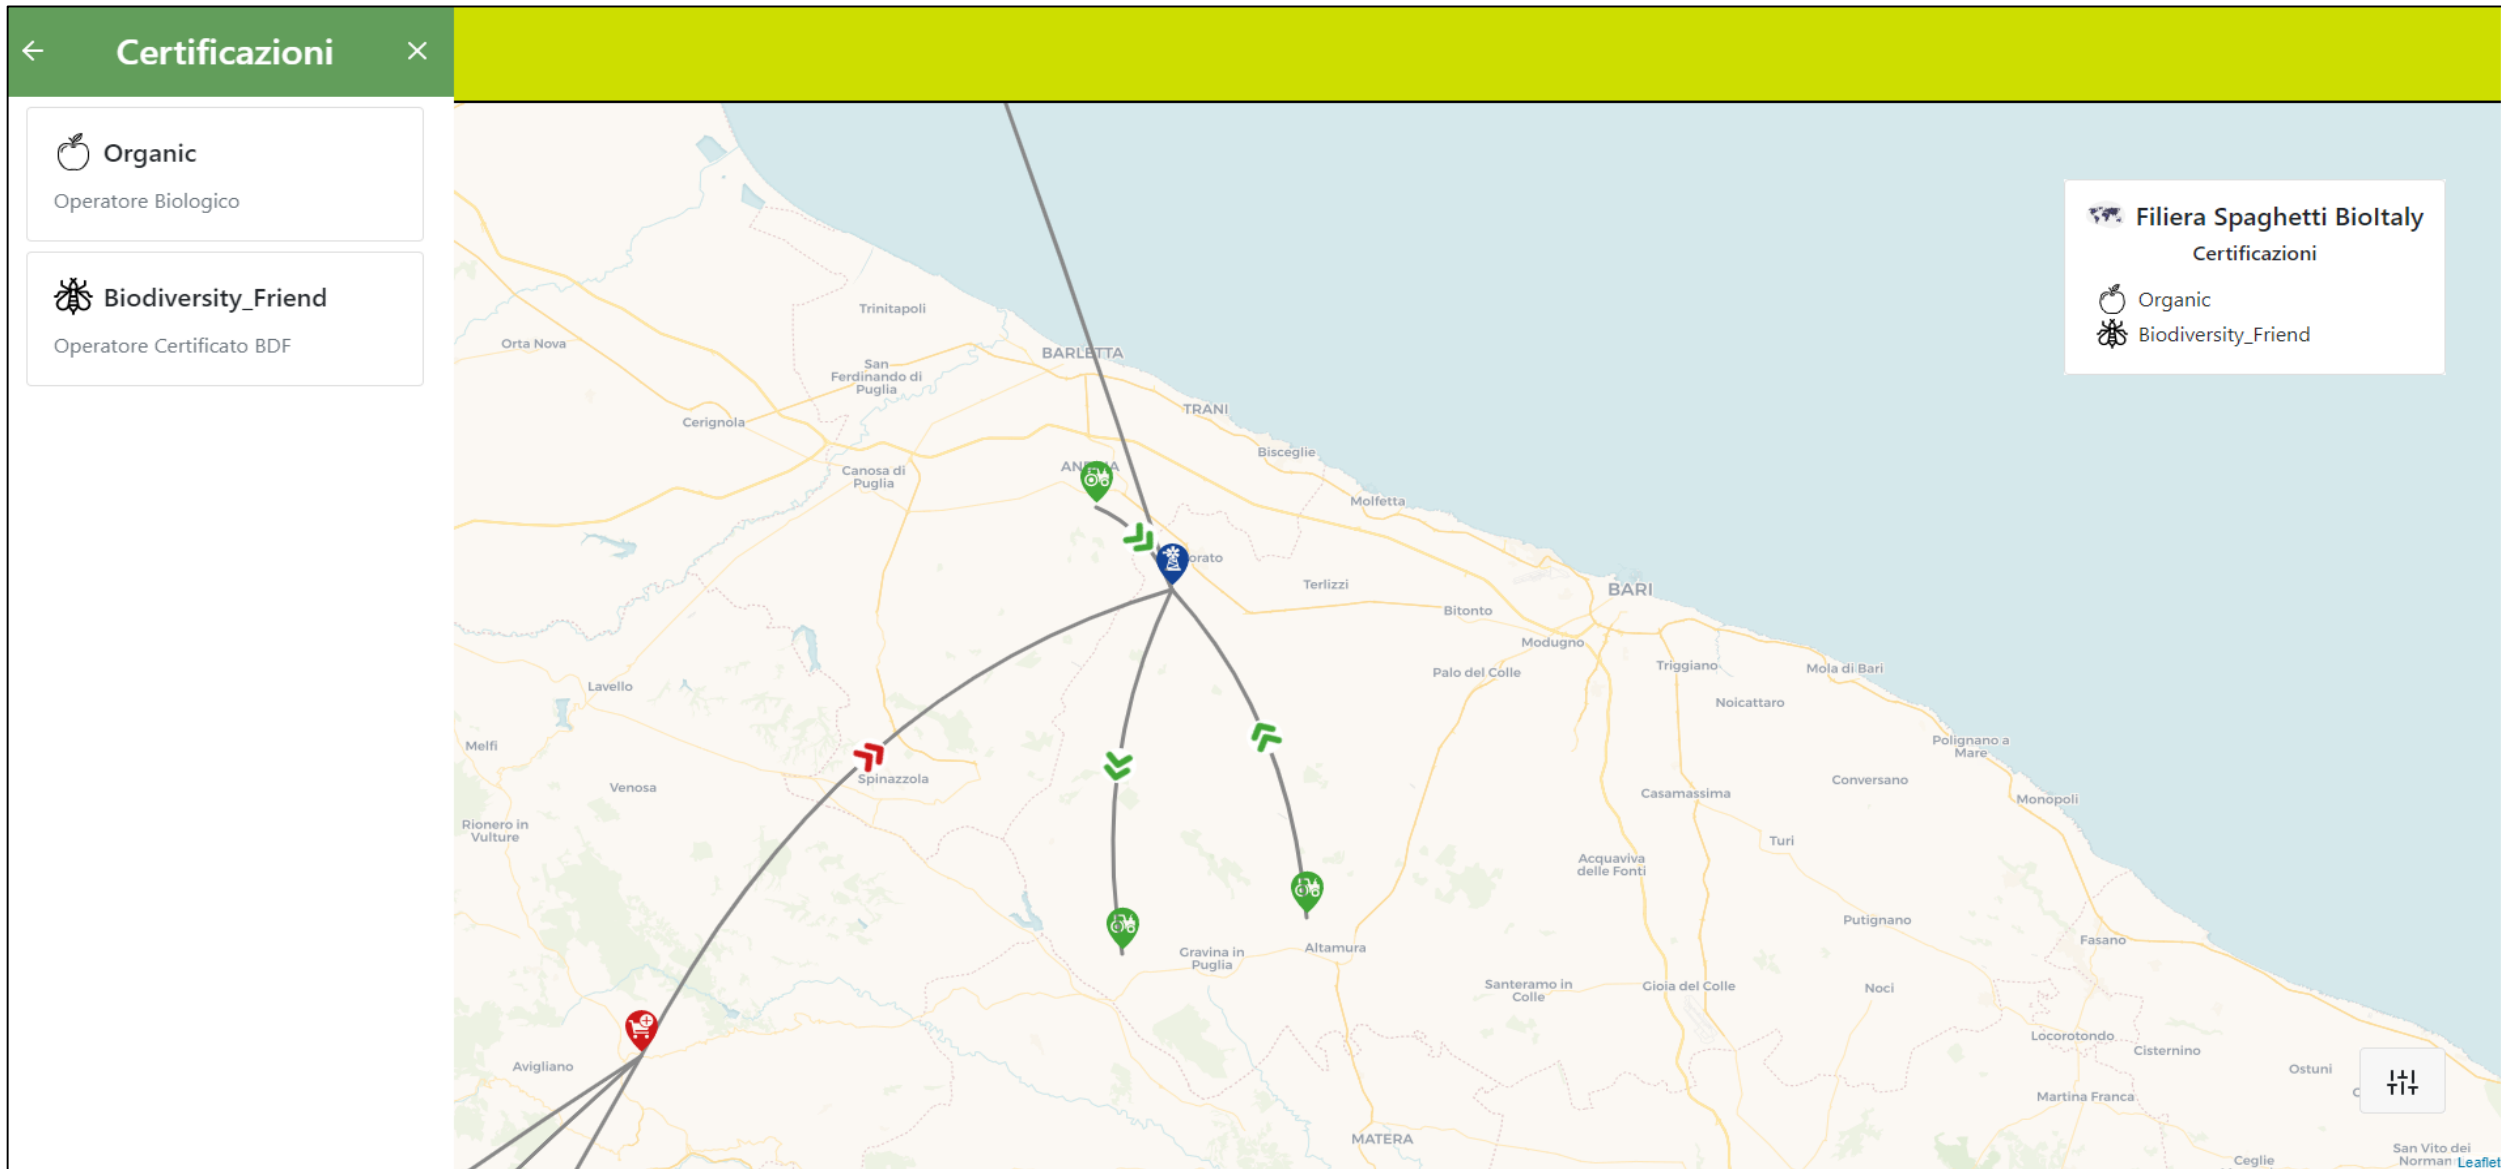 Certificazioni
Organic
Operatore Biologico
Biodiversity_Friend
Operatore Certificato BDF
Filiera Spaghetti BioItaly
Certificazioni
Organic
Biodiversity_Friend
Trinitapoli
Orta Nova
BARLETTA
San
Ferdinando di
Puglia
TRANI
Cerignola
Bisceglie
Canosa di
Puglia
Molfetta
orato
Terlizzi
BARI
Bitonto
Modugno
Palo del Colle
Triggiano
Mola di Bari
Lavello
Noicattaro
Melfi
Polignano a
Mare
Spinazzola
Venosa
Conversano
Casamassima
Monopoli
Rionero in
Vulture
Turi
Acquaviva
delle Fonti
Putignano
Fasano
Altamura
Gravina in
Puglia
Santeramo in
Colle
Gioia del Colle
Noci
Locorotondo
Cisternino
Avigliano
Ostuni
Martina Franca
MATERA
San Vito dei
Ceglie
Leaflet